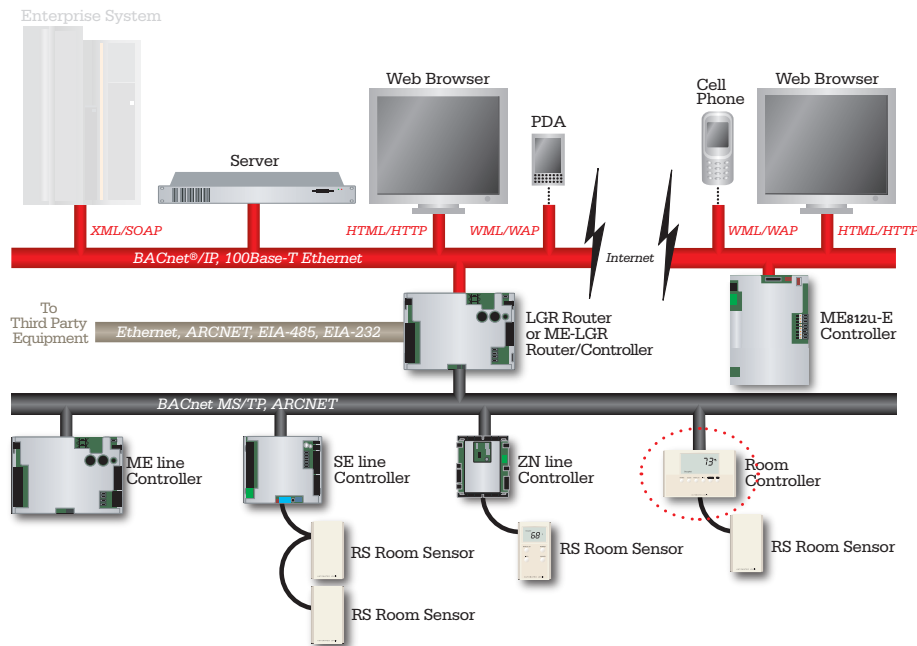 Enterprise System
Server
Web Browser
PDA
Cell
Phone
Web Browser
XML/SOAP
HTML/HTTP
WML/WAP
Internet
WML/WAP
HTML/HTTP
BACnet®/IP, 100Base-T Ethernet
To
Third Party
Equipment
Ethernet, ARCNET, EIA-485, EIA-232
LGR Router
or ME-LGR
Router/Controller
ME812u-E
Controller
BACnet MS/TP, ARCNET
ME line
Controller
SE line
Controller
ZN line
Controller
73°
Room
Controller
RS Room Sensor
68
RS Room Sensor
RS Room Sensor
RS Room Sensor